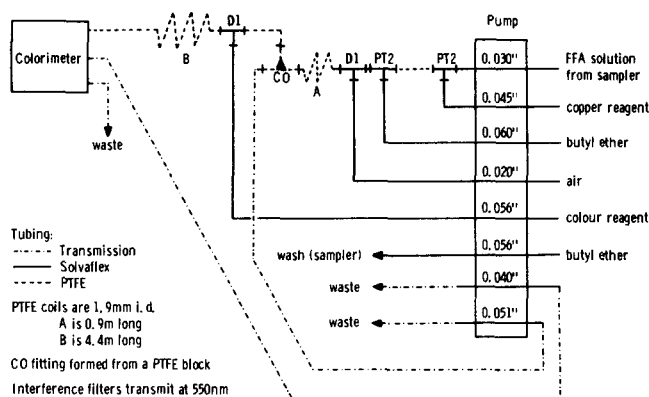 Pump
D1
Colorimeter
B
D1 PT2 PT2
CO
A
0.030" FFA solution from sampler
0.045" copper reagent
0.060" butyl ether
0.020" air
0.056" colour reagent
0.056" butyl ether
0.040"
0.051"
waste
wash (sampler)
waste
waste
Tubing:
Transmission
Solvaflex
PTFE
PTFE coils are 1.9mm i.d.
A is 0.9m long
B is 4.4m long
CO fitting formed from a PTFE block
Interference filters transmit at 550nm